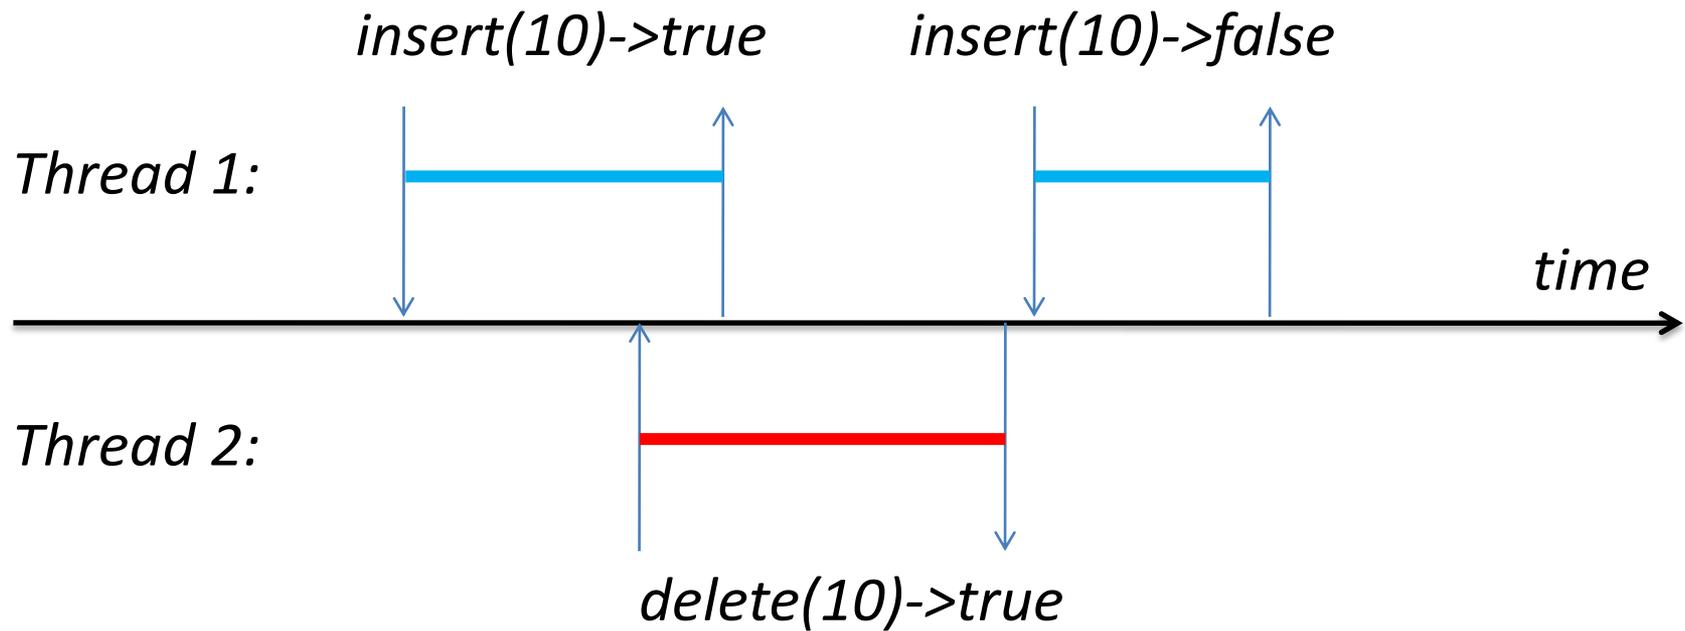 insert(10)->true
insert(10)->false
Thread 1:
time
Thread 2:
delete(10)->true